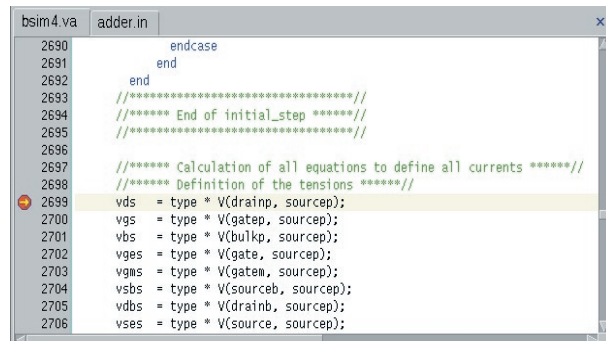 bsim4.va adder.in
2690 endcase
2691 end
2692 end
2693 //*********************************//
2694 //****** End of initial_step ******//
2695 //*********************************//
2696
2697 //****** Calculation of all equations to define all currents ******//
2698 //****** Definition of the tensions ******//
2699 vds = type * V(drainp, sourcep);
2700 vgs = type * V(gatep, sourcep);
2701 vbs = type * V(bulkp, sourcep);
2702 vges = type * V(gate, sourcep);
2703 vgms = type * V(gatem, sourcep);
2704 vsbs = type * V(sourceb, sourcep);
2705 vdbs = type * V(drainb, sourcep);
2706 vses = type * V(source, sourcep);